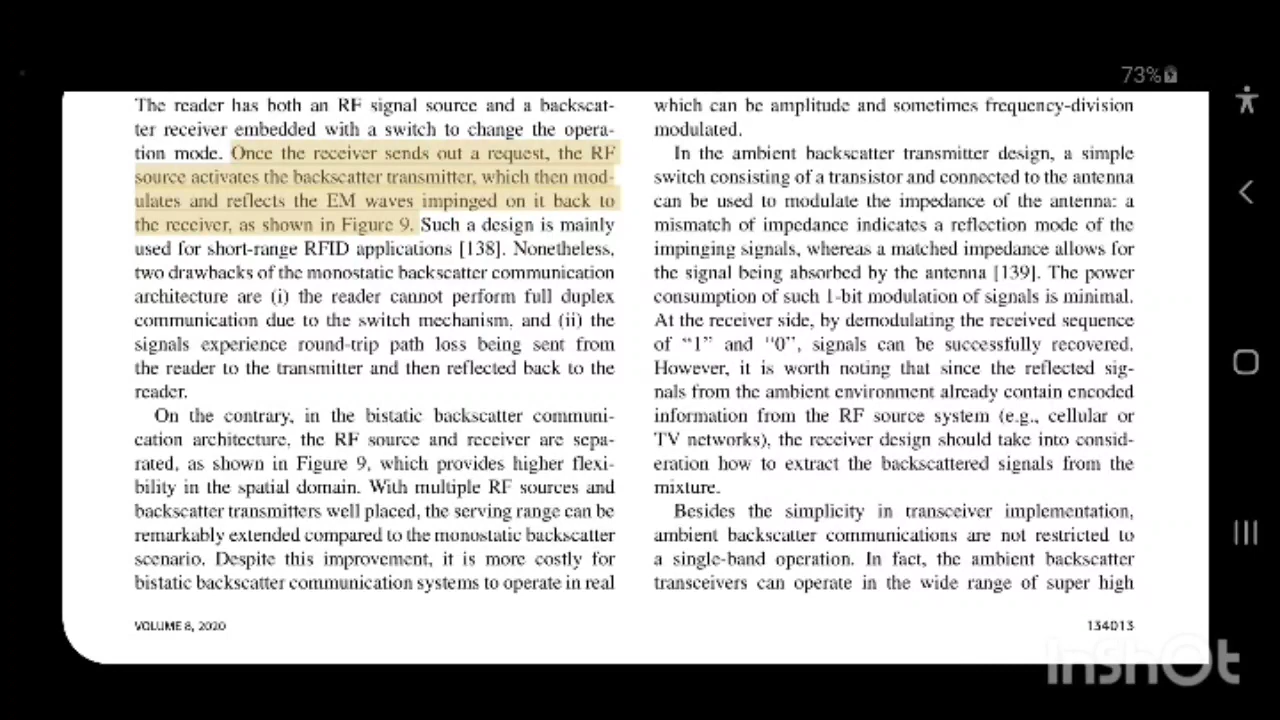 73%
The reader has both an RF signal source and a backscat-
ter receiver embedded with a switch to change the opera-
tion mode. Once the receiver sends out a request, the RF
source activates the backscatter transmitter, which then mod-
ulates and reflects the EM waves impinged on it back to
the receiver, as shown in Figure 9. Such a design is mainly
used for short-range RFID applications [138]. Nonetheless,
two drawbacks of the monostatic backscatter communication
architecture are (i) the reader cannot perform full duplex
communication due to the switch mechanism, and (ii) the
signals experience round-trip path loss being sent from
the reader to the transmitter and then reflected back to the
reader.
On the contrary, in the bistatic backscatter communi-
cation architecture, the RF source and receiver are sepa-
rated, as shown in Figure 9, which provides higher flexi-
bility in the spatial domain. With multiple RF sources and
backscatter transmitters well placed, the serving range can be
remarkably extended compared to the monostatic backscatter
scenario. Despite this improvement, it is more costly for
bistatic backscatter communication systems to operate in real
which can be amplitude and sometimes frequency-division
modulated.
In the ambient backscatter transmitter design, a simple
switch consisting of a transistor and connected to the antenna
can be used to modulate the impedance of the antenna: a
mismatch of impedance indicates a reflection mode of the
impinging signals, whereas a matched impedance allows for
the signal being absorbed by the antenna [139]. The power
consumption of such 1-bit modulation of signals is minimal.
At the receiver side, by demodulating the received sequence
of “1” and “0”, signals can be successfully recovered.
However, it is worth noting that since the reflected sig-
nals from the ambient environment already contain encoded
information from the RF source system (e.g., cellular or
TV networks), the receiver design should take into consid-
eration how to extract the backscattered signals from the
mixture.
Besides the simplicity in transceiver implementation,
ambient backscatter communications are not restricted to
a single-band operation. In fact, the ambient backscatter
transceivers can operate in the wide range of super high
VOLUME 8, 2020
134013
InShOt